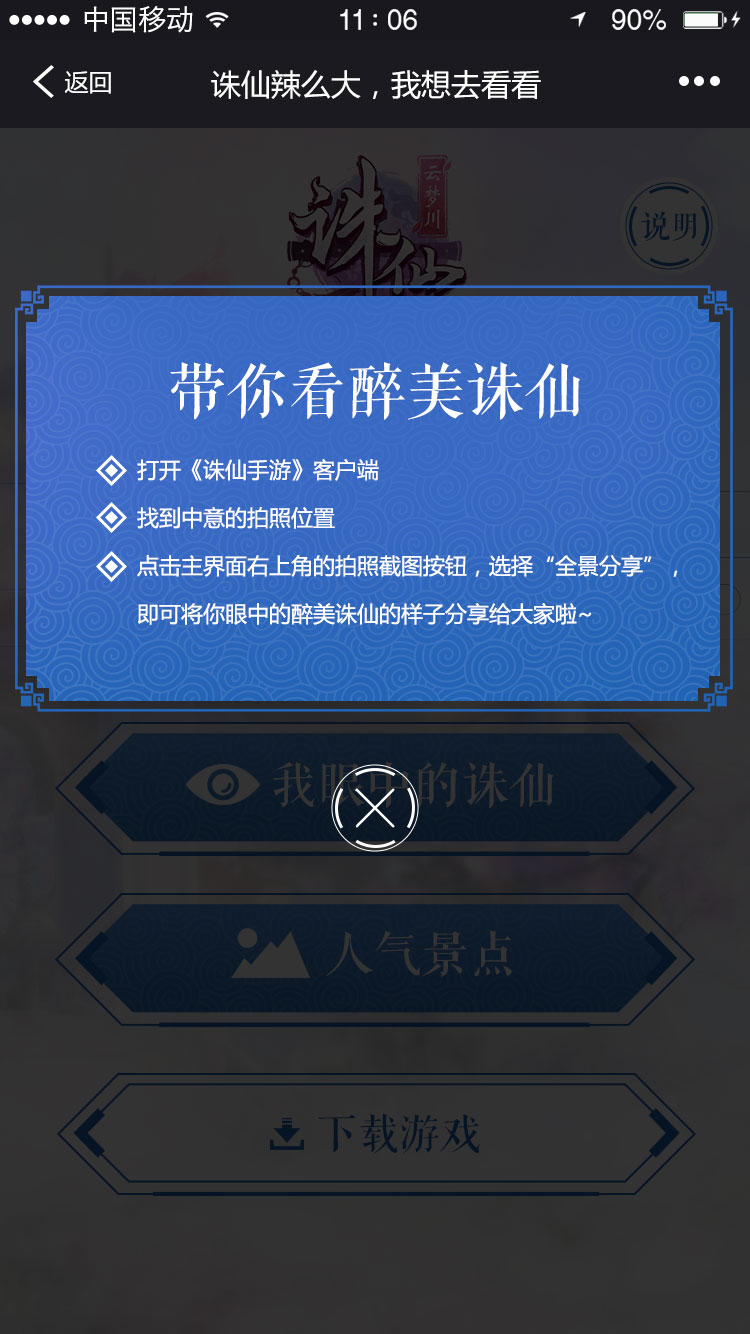 中国移动
11:06
90%
返回
诛仙辣么大，我想去看看
诛仙
云梦川
说明
带你看醉美诛仙
打开《诛仙手游》客户端
找到中意的拍照位置
点击主界面右上角的拍照截图按钮，选择“全景分享”，
即可将你眼中的醉美诛仙的样子分享给大家啦~
我眼中的诛仙
人气景点
下载游戏